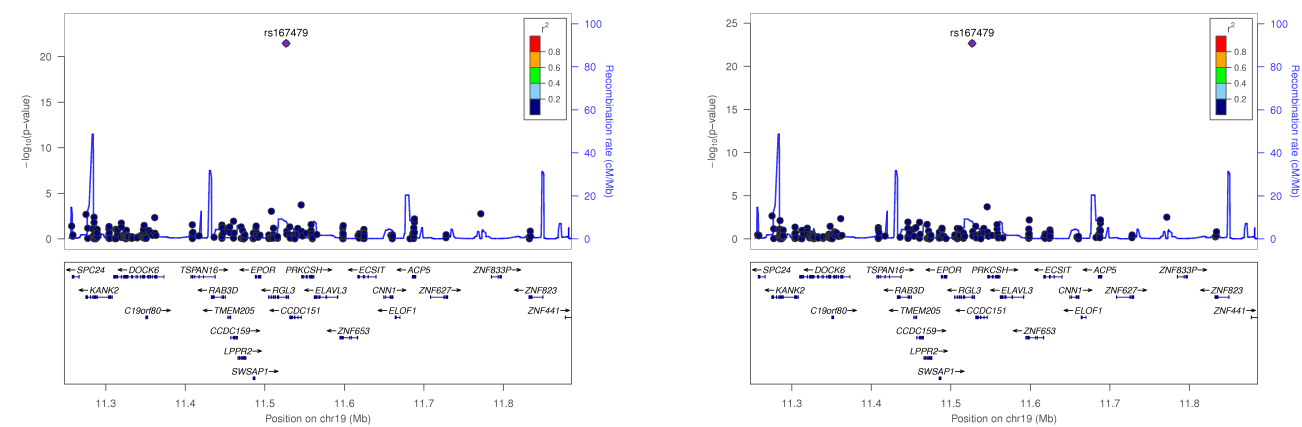 rs167479
r²
0.8
0.6
0.4
0.2
20
15
10
5
0
−log₁₀(p−value)
100
80
60
40
20
0
Recombination rate (cM/Mb)
←SPC24
←DOCK6
TSPAN16→
←EPOR
PRKCSH→
←ECSIT
←ACP5
ZNF833P→
←KANK2
←RAB3D
←RGL3
←ELAVL3
CNN1→
ZNF627→
←ZNF823
C19orf80→
←TMEM205
←CCDC151
←ELOF1
ZNF441→
CCDC159→
←ZNF653
LPPR2→
SWSAP1→
11.3
11.4
11.5
11.6
11.7
11.8
Position on chr19 (Mb)
rs167479
r²
0.8
0.6
0.4
0.2
25
20
15
10
5
0
−log₁₀(p−value)
100
80
60
40
20
0
Recombination rate (cM/Mb)
←SPC24
←DOCK6
TSPAN16→
←EPOR
PRKCSH→
←ECSIT
←ACP5
ZNF833P→
←KANK2
←RAB3D
←RGL3
←ELAVL3
CNN1→
ZNF627→
←ZNF823
C19orf80→
←TMEM205
←CCDC151
←ELOF1
ZNF441→
CCDC159→
←ZNF653
LPPR2→
SWSAP1→
11.3
11.4
11.5
11.6
11.7
11.8
Position on chr19 (Mb)